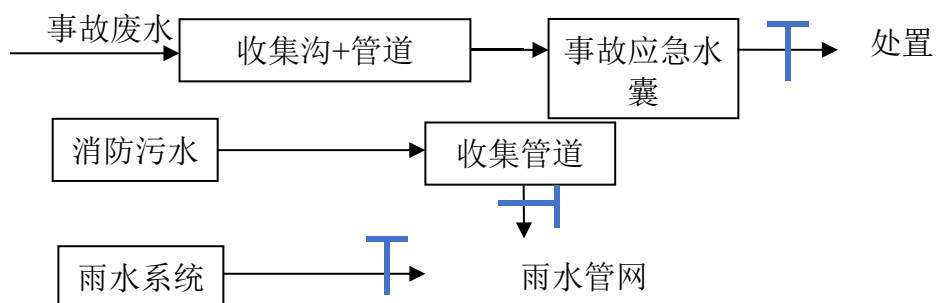 事故废水
收集沟+管道
事故应急水
囊
处置
消防污水
收集管道
雨水系统
雨水管网